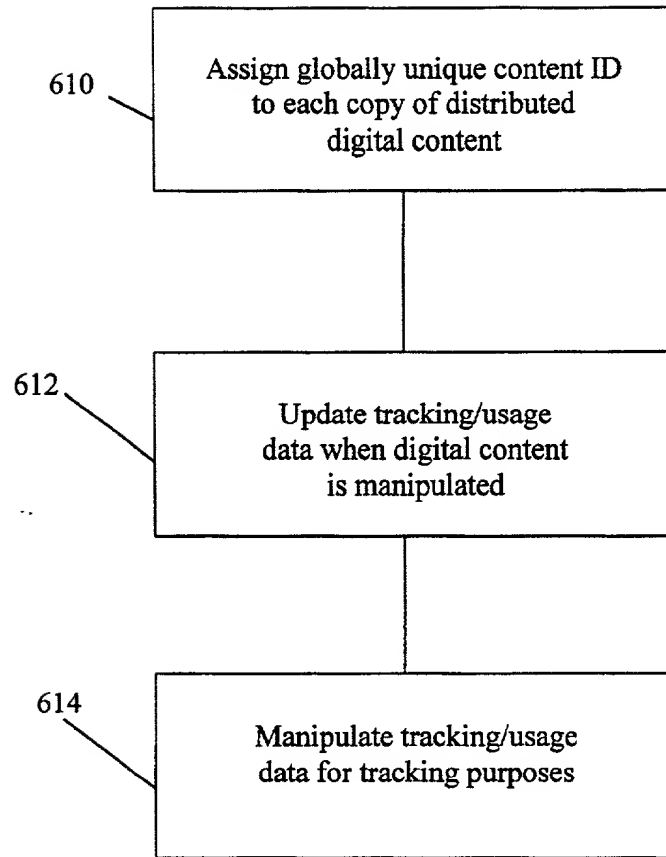 610
Assign globally unique content ID
to each copy of distributed
digital content
612
Update tracking/usage
data when digital content
is manipulated
614
Manipulate tracking/usage
data for tracking purposes